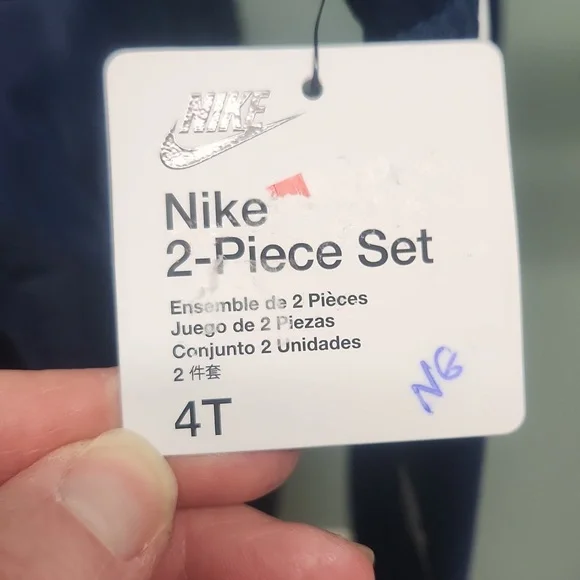 NIKE
Nike
2-Piece Set
Ensemble de 2 Pièces
Juego de 2 Piezas
Conjunto 2 Unidades
2 件套
4T
NG